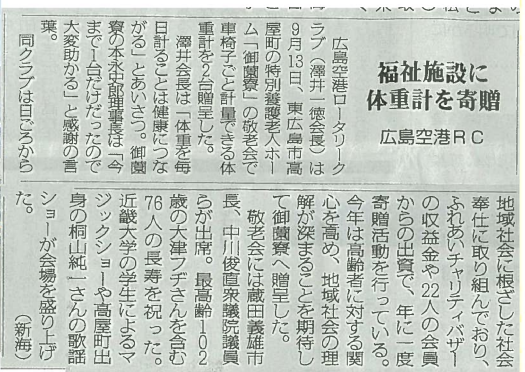 福祉施設に
体重計を寄贈
広島空港RC
広島空港ロータリーク
ラブ(澤井一徳会長)は
9月13日、東広島市高
屋町の特別養護老人ホー
ム「御薗寮」の敬老会で
車椅子ごと計量できる体
重計を2台贈呈した。
澤井会長は「体重を毎
日計ることは健康につな
がる」とあいさつ。御薗
寮の本永史郎理事長は「今
まで1台だけだったので
大変助かる」と感謝の言
葉。
同クラブは日ごろから
地域社会に根ざした社会
奉仕に取り組んでおり、
ふれあいチャリティバザー
の収益金や22人の会員
からの出資で、年に一度
寄贈活動を行っている。
今年は高齢者に対する関
心を高め、地域社会の理
解が深まることを期待し
て御薗寮へ贈呈した。
敬老会には蔵田義雄市
長、中川俊直衆議院議員
らが出席。最高齢102
歳の大津フヂさんを含む
76人の長寿を祝った。
近畿大学の学生によるマ
ジックショーや高屋町出
身の桐山純一さんの歌謡
ショーが会場を盛り上げ
た。
(新海)